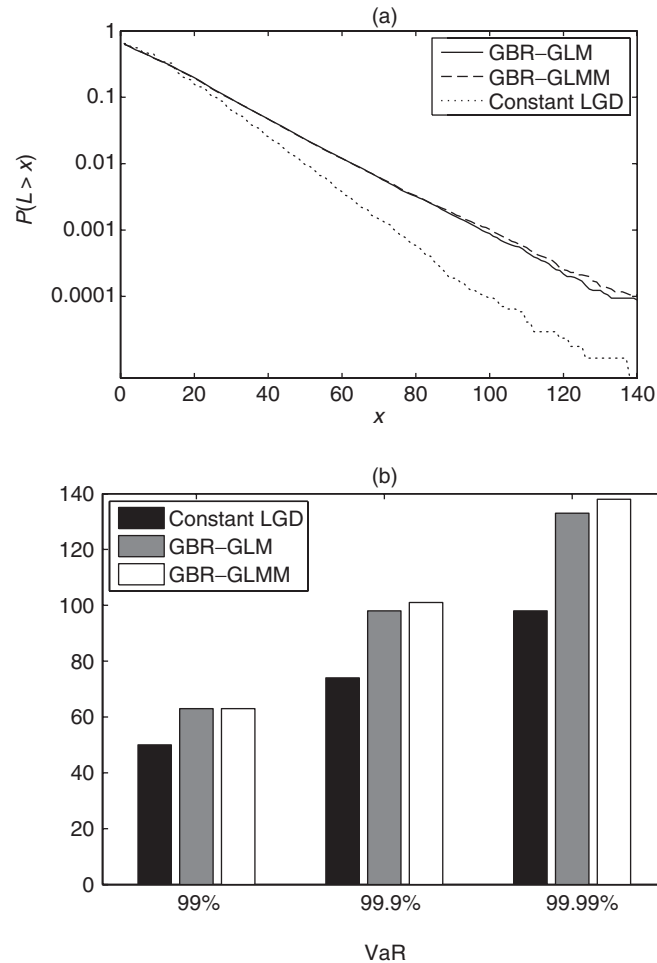 (a)
1
0.1
0.01
0.001
0.0001
P(L > x)
GBR–GLM
GBR–GLMM
Constant LGD
0 20 40 60 80 100 120 140
x
(b)
140
120
100
80
60
40
20
0
Constant LGD
GBR–GLM
GBR–GLMM
99% 99.9% 99.99%
VaR